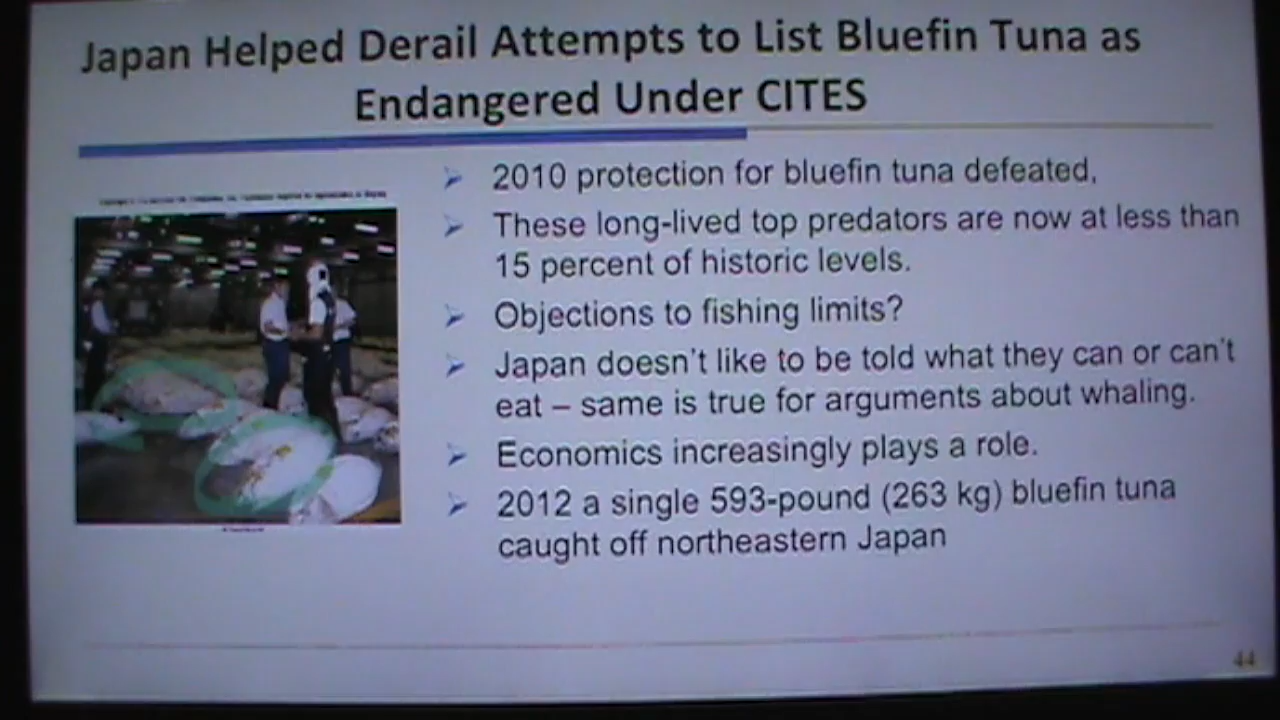 Japan Helped Derail Attempts to List Bluefin Tuna as
Endangered Under CITES
2010 protection for bluefin tuna defeated,
These long-lived top predators are now at less than
15 percent of historic levels.
Objections to fishing limits?
Japan doesn't like to be told what they can or can't
eat – same is true for arguments about whaling.
Economics increasingly plays a role.
2012 a single 593-pound (263 kg) bluefin tuna
caught off northeastern Japan
44